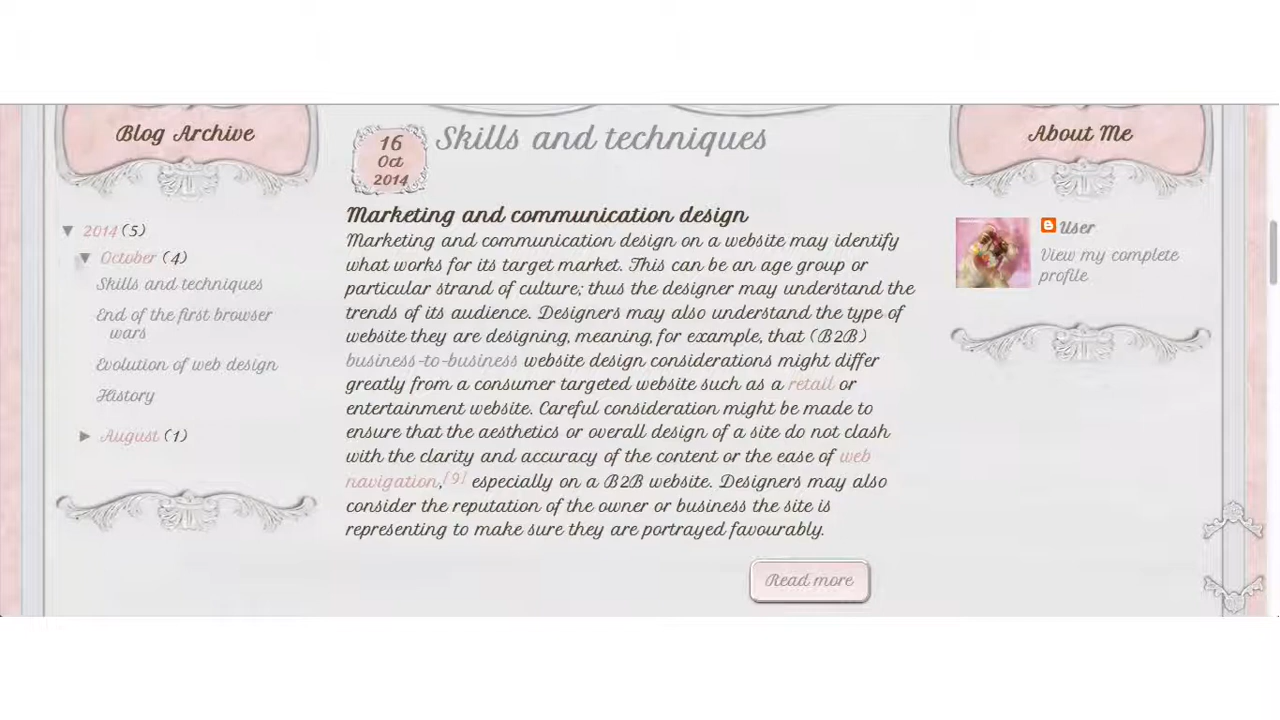 Blog Archive
2014 (5)
October (4)
Skills and techniques
End of the first browser
wars
Evolution of web design
History
August (1)
16
Oct
2014
Skills and techniques
Marketing and communication design
Marketing and communication design on a website may identify
what works for its target market. This can be an age group or
particular strand of culture; thus the designer may understand the
trends of its audience. Designers may also understand the type of
website they are designing, meaning, for example, that (B2B)
business-to-business website design considerations might differ
greatly from a consumer targeted website such as a retail or
entertainment website. Careful consideration might be made to
ensure that the aesthetics or overall design of a site do not clash
with the clarity and accuracy of the content or the ease of web
navigation,[9] especially on a B2B website. Designers may also
consider the reputation of the owner or business the site is
representing to make sure they are portrayed favourably.
Read more
About Me
User
View my complete
profile